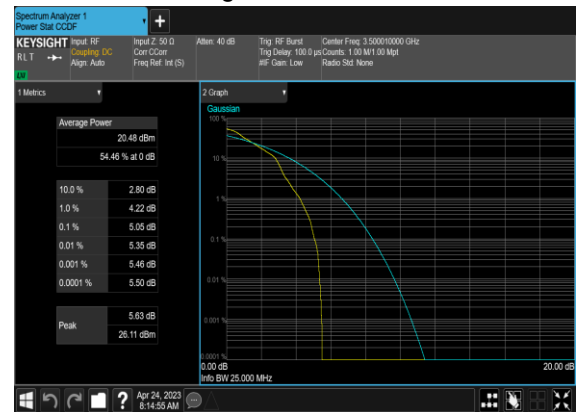 Spectrum Analyzer 1
Power Stat CCDF
+
KEYSIGHT
RLT
LXI
Input: RF
Coupling: DC
Align: Auto
Input Z: 50 Ω
Corr CCorr
Freq Ref: Int (S)
Atten: 40 dB
Trig: RF Burst
Trig Delay: 100.0 µs
#IF Gain: Low
Center Freq: 3.500010000 GHz
Counts: 1.00 M/1.00 Mpt
Radio Std: None
1 Metrics
Average Power
20.48 dBm
54.46 % at 0 dB
10.0 % 2.80 dB
1.0 % 4.22 dB
0.1 % 5.05 dB
0.01 % 5.35 dB
0.001 % 5.46 dB
0.0001 % 5.50 dB
Peak
5.63 dB
26.11 dBm
2 Graph
Gaussian
100 %
10 %
1 %
0.1 %
0.01 %
0.001 %
0.0001 %
0.00 dB
20.00 dB
Info BW 25.000 MHz
?
Apr 24, 2023
8:14:55 AM